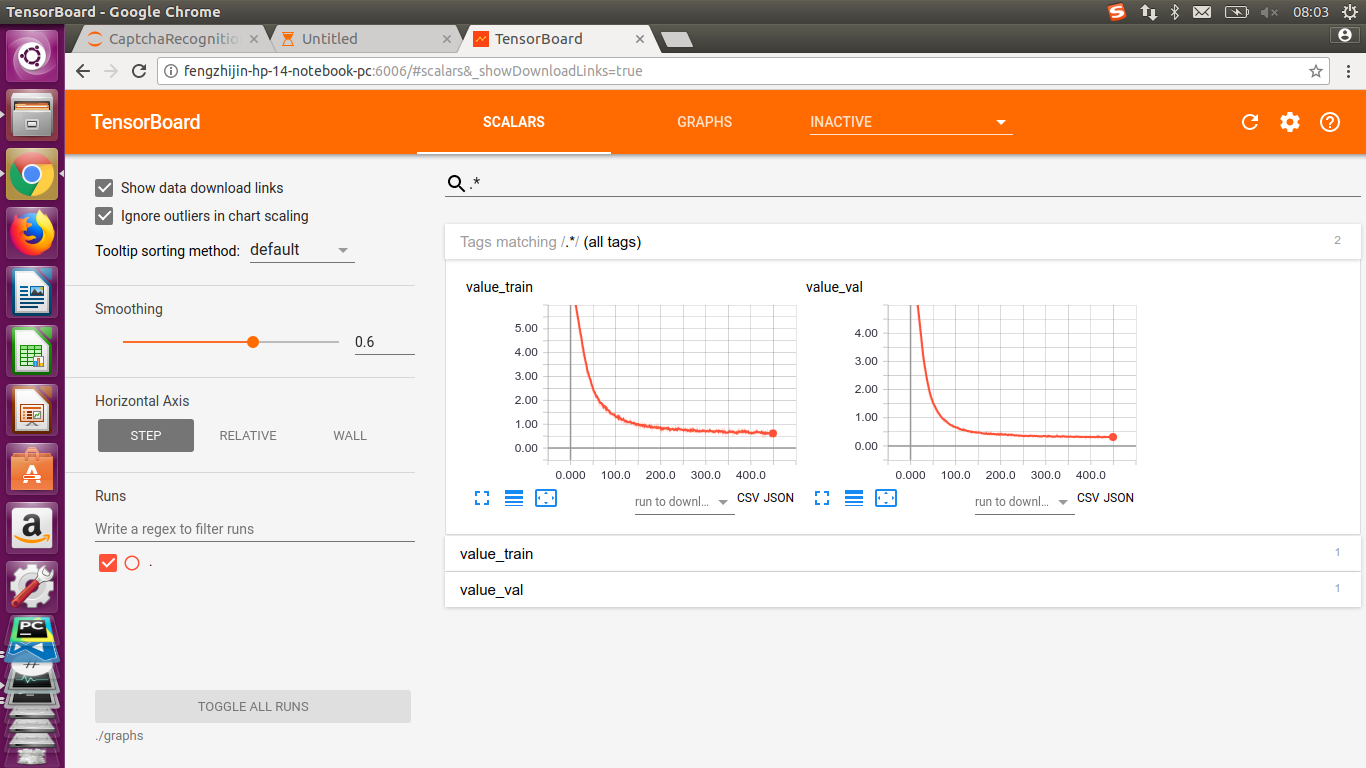 TensorBoard - Google Chrome
08:03
CaptchaRecognitio
Untitled
TensorBoard
fengzhijin-hp-14-notebook-pc:6006/#scalars&_showDownloadLinks=true
TensorBoard
SCALARS
GRAPHS
INACTIVE
Show data download links
Ignore outliers in chart scaling
Tooltip sorting method: default
Smoothing
0.6
Horizontal Axis
STEP
RELATIVE
WALL
Runs
Write a regex to filter runs
.
TOGGLE ALL RUNS
./graphs
.*
Tags matching /.*/ (all tags)
2
value_train
5.00
4.00
3.00
2.00
1.00
0.00
0.000 100.0 200.0 300.0 400.0
run to downl... CSV JSON
value_val
4.00
3.00
2.00
1.00
0.00
0.000 100.0 200.0 300.0 400.0
run to downl... CSV JSON
value_train
1
value_val
1